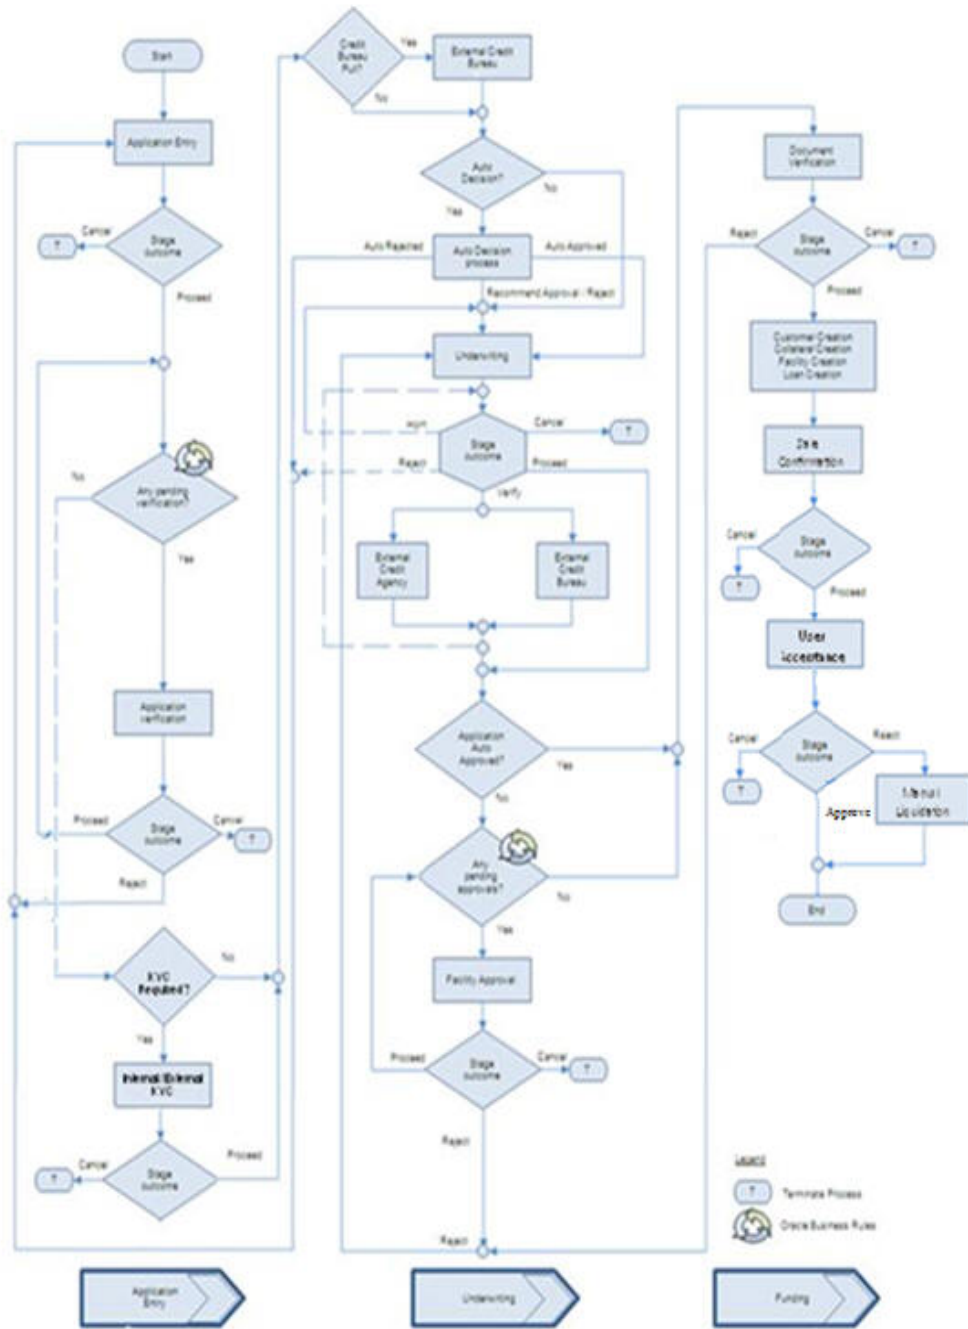 Start
Application Entry
Cancel
T
Stage
outcome
Proceed
No
Any pending
verification?
Yes
Application
verification
Proceed
Stage
outcome
Cancel
T
Reject
KYC
Required?
No
Yes
Internal/External
KYC
Cancel
T
Stage
outcome
Proceed
Application
Entry
Credit
Bureau
Pull?
Yes
External Credit
Bureau
No
Auto
Decision?
No
Yes
Auto Rejected
Auto Decision
process
Auto Approved
Recommend Approval / Reject
Underwriting
Stage
outcome
Cancel
T
Reject
Proceed
Verify
External
Credit
Agency
External
Credit
Bureau
Application
Auto
Approved?
Yes
No
Any
pending
approvals?
No
Yes
Facility Approval
Proceed
Stage
outcome
Cancel
T
Reject
Reject
Underwriting
Document
Verification
Reject
Stage
outcome
Cancel
T
Proceed
Customer Creation
Collateral Creation
Facility Creation
Loan Creation
Confirmation
Cancel
T
Stage
outcome
Proceed
User
Acceptance
Cancel
T
Stage
outcome
Reject
Approve
Manual
Liquidation
End
Legend
T
Terminate Process
Oracle Business Rules
Funding